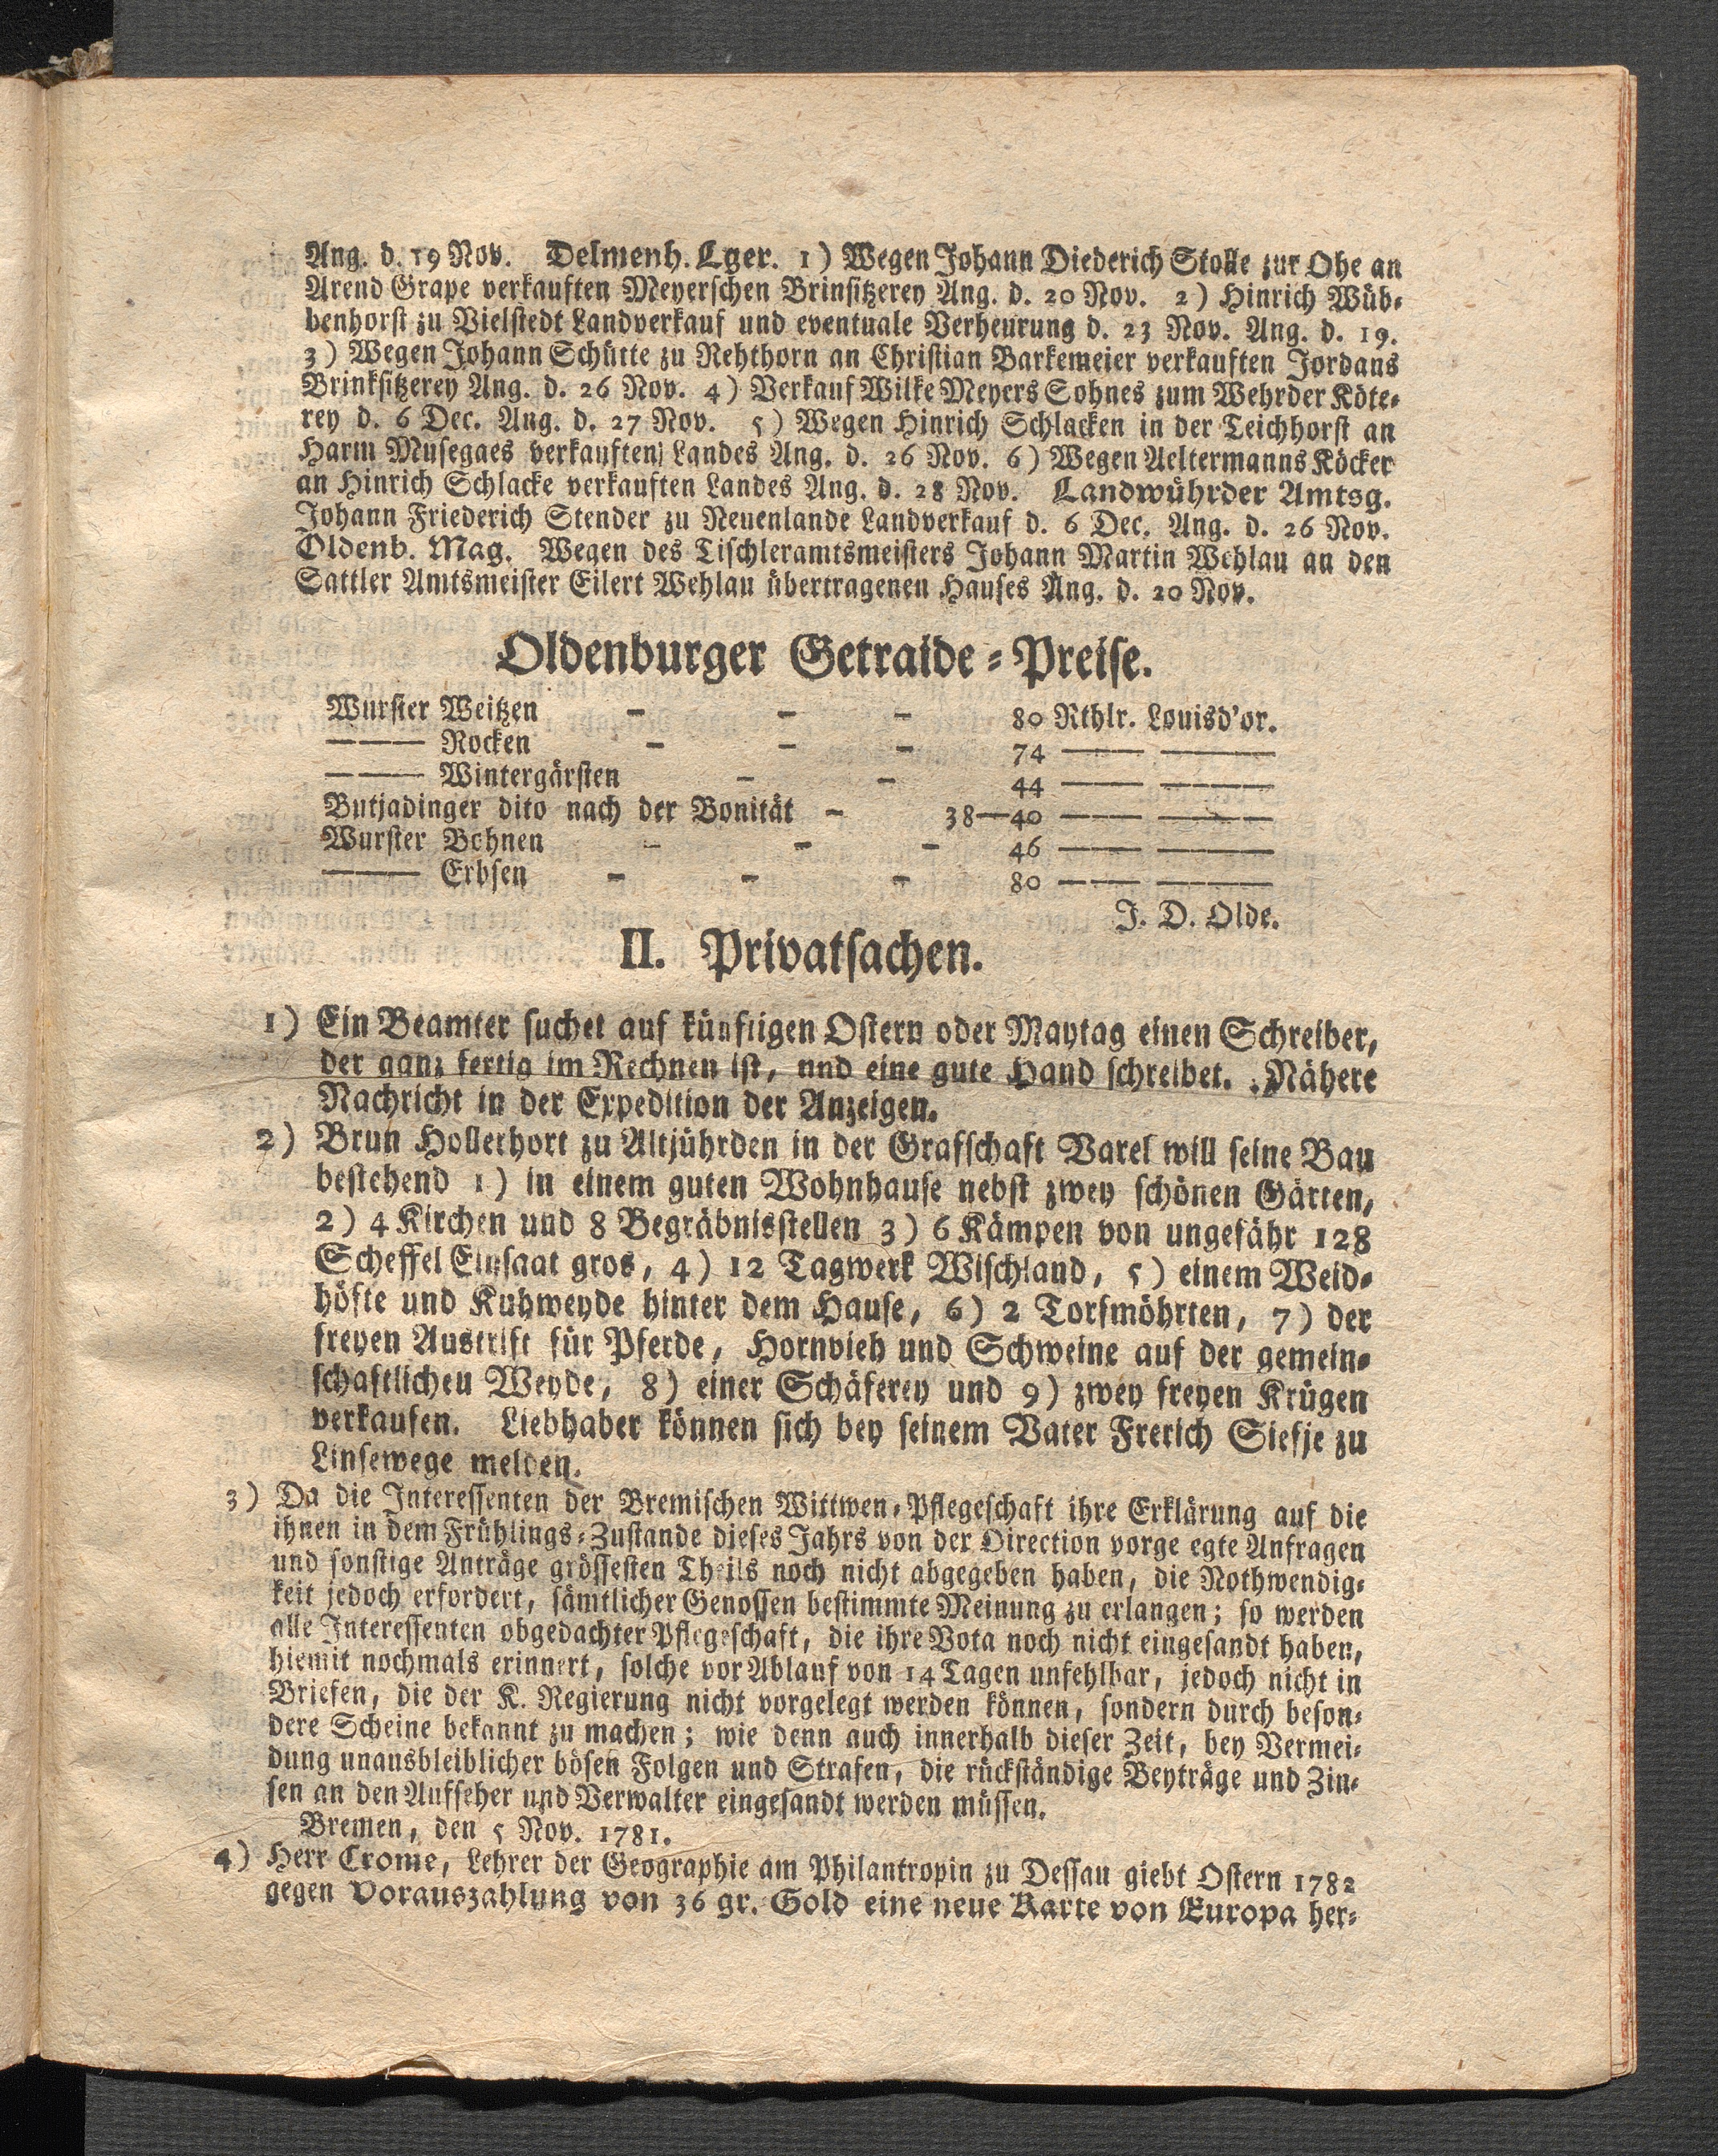 Ang. d. 19 Nov. Delmenh. Lger. 1) Wegen Johann Diederich Stolle zur Ohe an
Arend Grape verkauften Meyerschen Brinsitzerey Ang. d. 20 Nov. 2) Hinrich Wüb-
benhorst zu Vielstedt Landverkauf und eventuale Verheurung d. 23 Nov. Ang. d. 19.
3) Wegen Johann Schütte zu Rehthorn an Christian Barkemeier verkauften Jordans
Brinksitzerey Ang. d. 26 Nov. 4) Verkauf Wilke Meyers Sohnes zum Wehrder Köte-
rey d. 6 Dec. Ang. d. 27 Nov. 5) Wegen Hinrich Schlacken in der Teichhorst an
Harm Musegaes verkauften Landes Ang. d. 26 Nov. 6) Wegen Aeltermanns Köcker
an Hinrich Schlacke verkauften Landes Ang. d. 28 Nov. Landwührder Amtsg.
Johann Friederich Stender zu Neuenlande Landverkauf d. 6 Dec. Ang. d. 26 Nov.
Oldenb. Mag. Wegen des Tischleramtsmeisters Johann Martin Wehlau an den
Sattler Amtsmeister Eilert Wehlau übertragenen Hauses Ang. d. 20 Nov.
Oldenburger Getraide-Preise.
Wurster Weitzen - - - 80 Rthlr. Louisd'or.
——— Rocken - - - 74 ——— ———
——— Wintergärsten - - 44 ——— ———
Butjadinger dito nach der Bonität - 38—40 ——— ———
Wurster Bohnen - - - 46 ——— ———
——— Erbsen - - - 80 ——— ———
J. D. Olde.
II. Privatsachen.
1) Ein Beamter suchet auf künftigen Ostern oder Maytag einen Schreiber,
der ganz fertig im Rechnen ist, und eine gute Hand schreibet. Nähere
Nachricht in der Expedition der Anzeigen.
2) Brun Hollerhort zu Altjührden in der Grafschaft Varel will seine Bau
bestehend 1) in einem guten Wohnhause nebst zwey schönen Gärten,
2) 4 Kirchen und 8 Begräbnisstellen 3) 6 Kämpen von ungefähr 128
Scheffel Einsaat gros, 4) 12 Tagwerk Wischland, 5) einem Weid-
höfte und Kuhweyde hinter dem Hause, 6) 2 Torfmöhrten, 7) der
freyen Austrift für Pferde, Hornvieh und Schweine auf der gemein-
schaftlichen Weyde, 8) einer Schäferey und 9) zwey freyen Krügen
verkaufen. Liebhaber können sich bey seinem Vater Frerich Siefje zu
Linsewege melden.
3) Da die Interessenten der Bremischen Wittwen-Pflegeschaft ihre Erklärung auf die
ihnen in dem Frühlings-Zustande dieses Jahrs von der Direction vorge egte Anfragen
und sonstige Anträge grössesten Theils noch nicht abgegeben haben, die Nothwendig-
keit jedoch erfordert, sämtlicher Genossen bestimmte Meinung zu erlangen; so werden
alle Interessenten obgedachter Pflegeschaft, die ihre Vota noch nicht eingesandt haben,
hiemit nochmals erinnert, solche vor Ablauf von 14 Tagen unfehlbar, jedoch nicht in
Briefen, die der K. Regierung nicht vorgelegt werden können, sondern durch beson-
dere Scheine bekannt zu machen; wie denn auch innerhalb dieser Zeit, bey Vermei-
dung unausbleiblicher bösen Folgen und Strafen, die rückständige Beyträge und Zin-
sen an den Aufseher und Verwalter eingesandt werden müssen.
Bremen, den 5 Nov. 1781.
4) Herr Crome, Lehrer der Geographie am Philantropin zu Dessau giebt Ostern 1782
gegen Vorauszahlung von 36 gr. Gold eine neue Karte von Europa her-